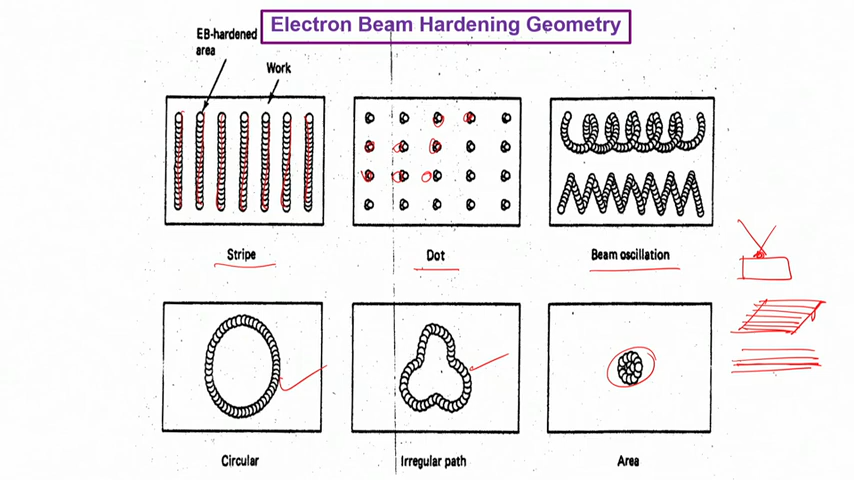 Electron Beam Hardening Geometry
EB-hardened
area
Work
Stripe
Dot
Beam oscillation
Circular
Irregular path
Area